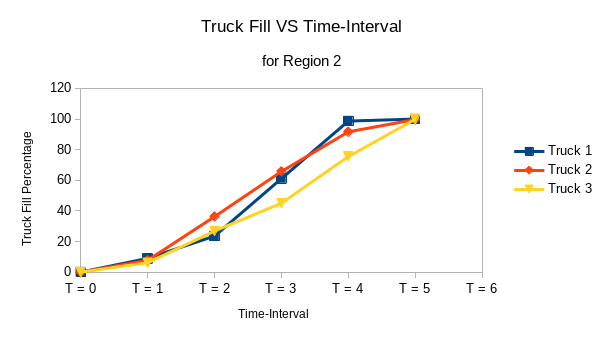 Truck Fill VS Time-Interval
for Region 2
Truck Fill Percentage
120
100
80
60
40
20
0
T = 0 T = 1 T = 2 T = 3 T = 4 T = 5 T = 6
Time-Interval
Truck 1
Truck 2
Truck 3